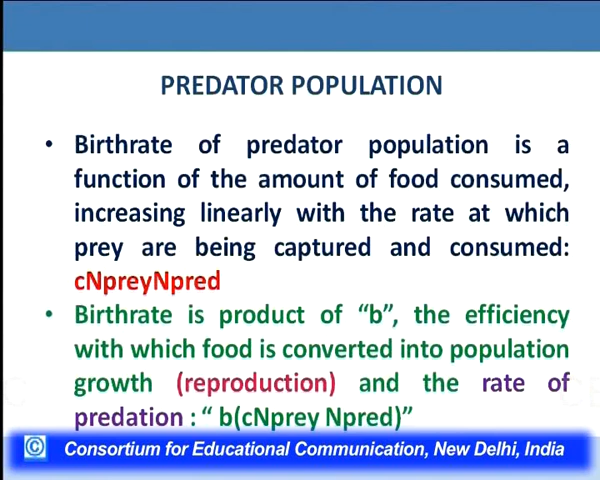 PREDATOR POPULATION
• Birthrate of predator population is a
function of the amount of food consumed,
increasing linearly with the rate at which
prey are being captured and consumed:
cNpreyNpred
• Birthrate is product of “b”, the efficiency
with which food is converted into population
growth (reproduction) and the rate of
predation : “ b(cNprey Npred)”
© Consortium for Educational Communication, New Delhi, India